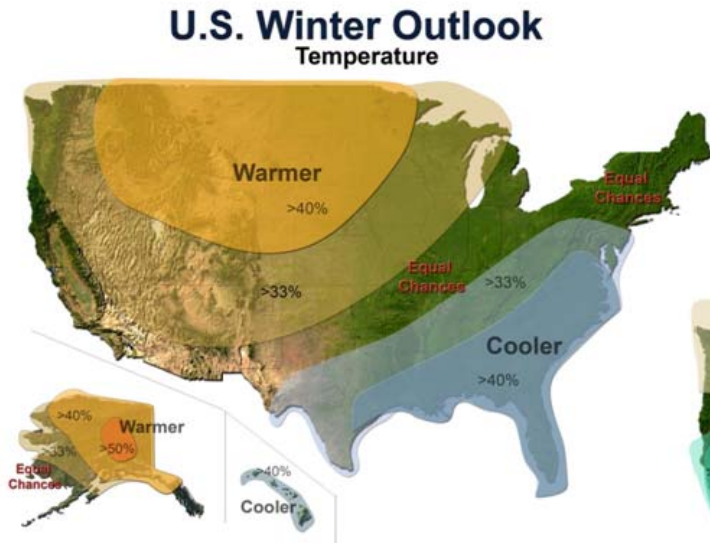 U.S. Winter Outlook
Temperature
Warmer
>40%
>33%
Equal
Chances
Equal
Chances
>33%
Cooler
>40%
>40%
Warmer
>50%
33%
Equal
Chances
>40%
Cooler